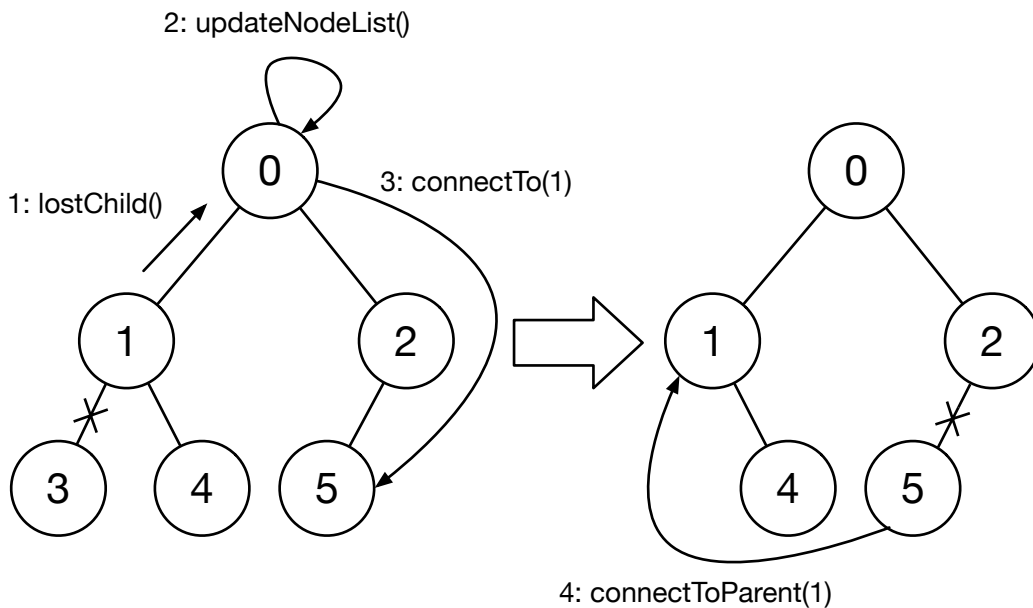 2: updateNodeList()
0
3: connectTo(1)
1: lostChild()
1
2
3
4
5
0
1
2
4
5
4: connectToParent(1)